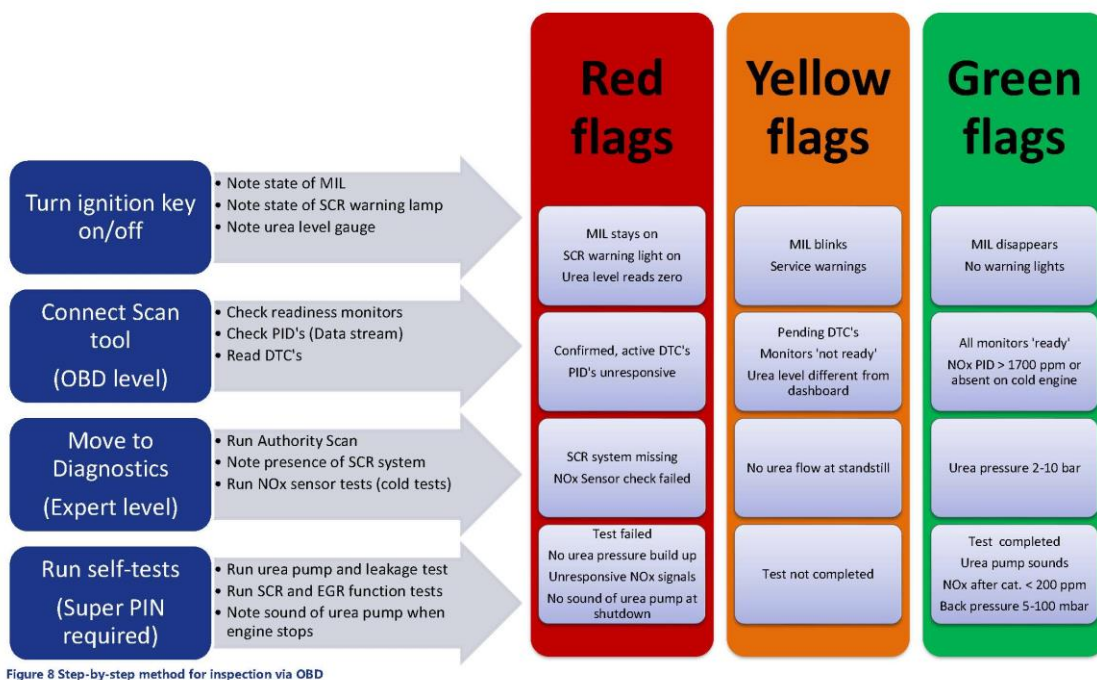 Red
flags
Yellow
flags
Green
flags
Turn ignition key
on/off
• Note state of MIL
• Note state of SCR warning lamp
• Note urea level gauge
MIL stays on
SCR warning light on
Urea level reads zero
MIL blinks
Service warnings
MIL disappears
No warning lights
Connect Scan
tool
(OBD level)
• Check readiness monitors
• Check PID's (Data stream)
• Read DTC's
Confirmed, active DTC's
PID's unresponsive
Pending DTC's
Monitors 'not ready'
Urea level different from
dashboard
All monitors 'ready'
NOx PID > 1700 ppm or
absent on cold engine
Move to
Diagnostics
(Expert level)
• Run Authority Scan
• Note presence of SCR system
• Run NOx sensor tests (cold tests)
SCR system missing
NOx Sensor check failed
No urea flow at standstill
Urea pressure 2-10 bar
Run self-tests
(Super PIN
required)
• Run urea pump and leakage test
• Run SCR and EGR function tests
• Note sound of urea pump when
engine stops
Test failed
No urea pressure build up
Unresponsive NOx signals
No sound of urea pump at
shutdown
Test not completed
Test completed
Urea pump sounds
NOx after cat. < 200 ppm
Back pressure 5-100 mbar
Figure 8 Step-by-step method for inspection via OBD